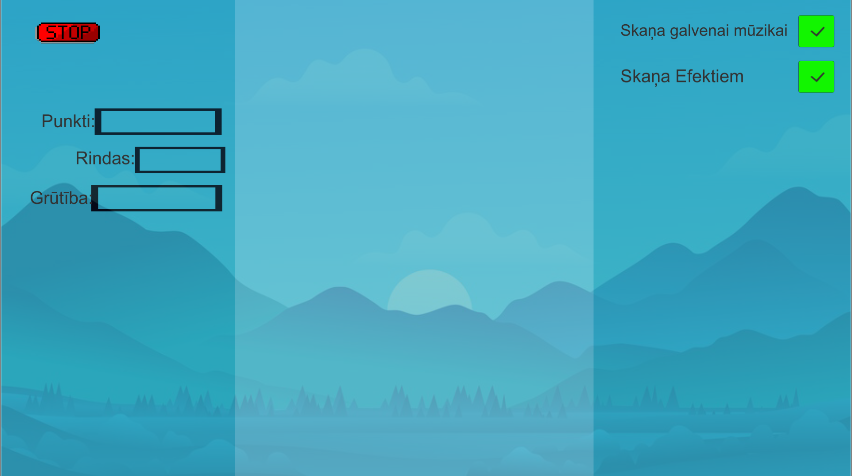 STOP
Skaņa galvenai mūzikai
Skaņa Efektiem
Punkti:
Rindas:
Grūtība: